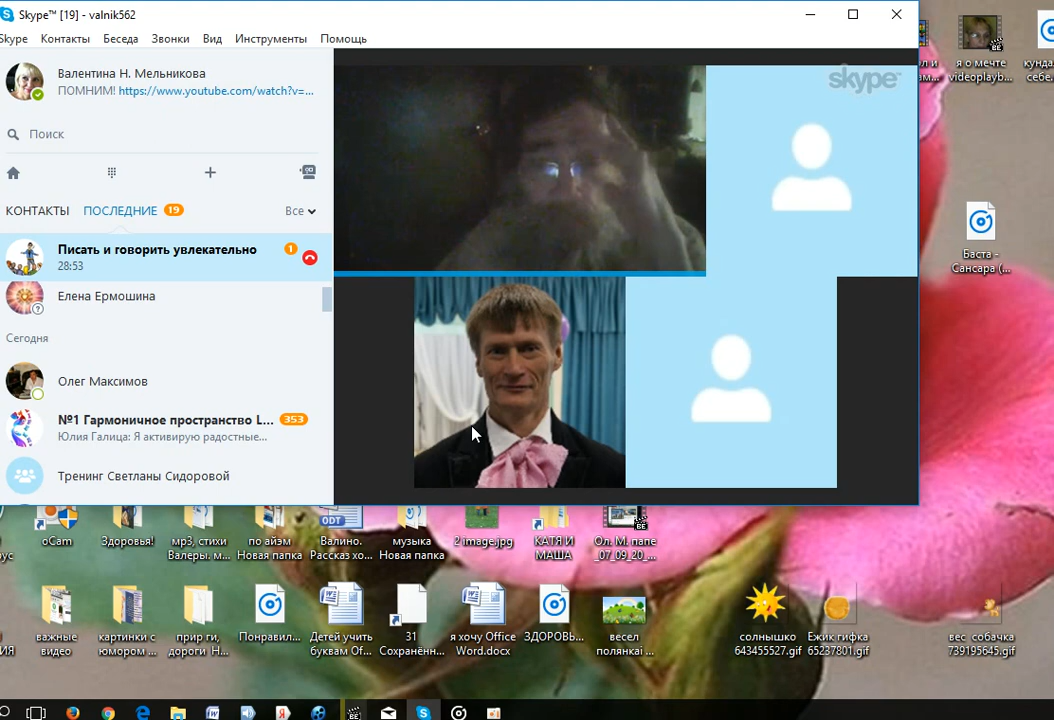 Skype™ [19] - valnik562
Skype Контакты Беседа Звонки Вид Инструменты Помощь
Валентина Н. Мельникова
ПОМНИМ! https://www.youtube.com/watch?v=...
Поиск
КОНТАКТЫ ПОСЛЕДНИЕ 19 Все
Писать и говорить увлекательно 1
28:53
Елена Ермошина
Сегодня
Олег Максимов
№1 Гармоничное пространство L... 353
Юлия Галица: Я активирую радостные...
Тренинг Светланы Сидоровой
skype™
я о мечте
videoplayb...
Баста -
Сансара (...
oCam
Здоровья!
mp3, стихи
Валеры. м...
по айэм
Новая папка
ODT
Валино.
Рассказ хо...
музыка
Новая папка
2 image.jpg
КАТЯ И
МАША
Ол. М. папе
_07_09_20_...
важные
видео
картинки с
юмором ...
прир ги,
дороги Н...
Понравил...
Детей учить
буквам Of...
31
Сохранённ...
я хочу Office
Word.docx
ЗДОРОВЬ...
весел
полянкаi ...
солнышко
643455527.gif
Ежик гифка
65237801.gif
вес собачка
739195645.gif